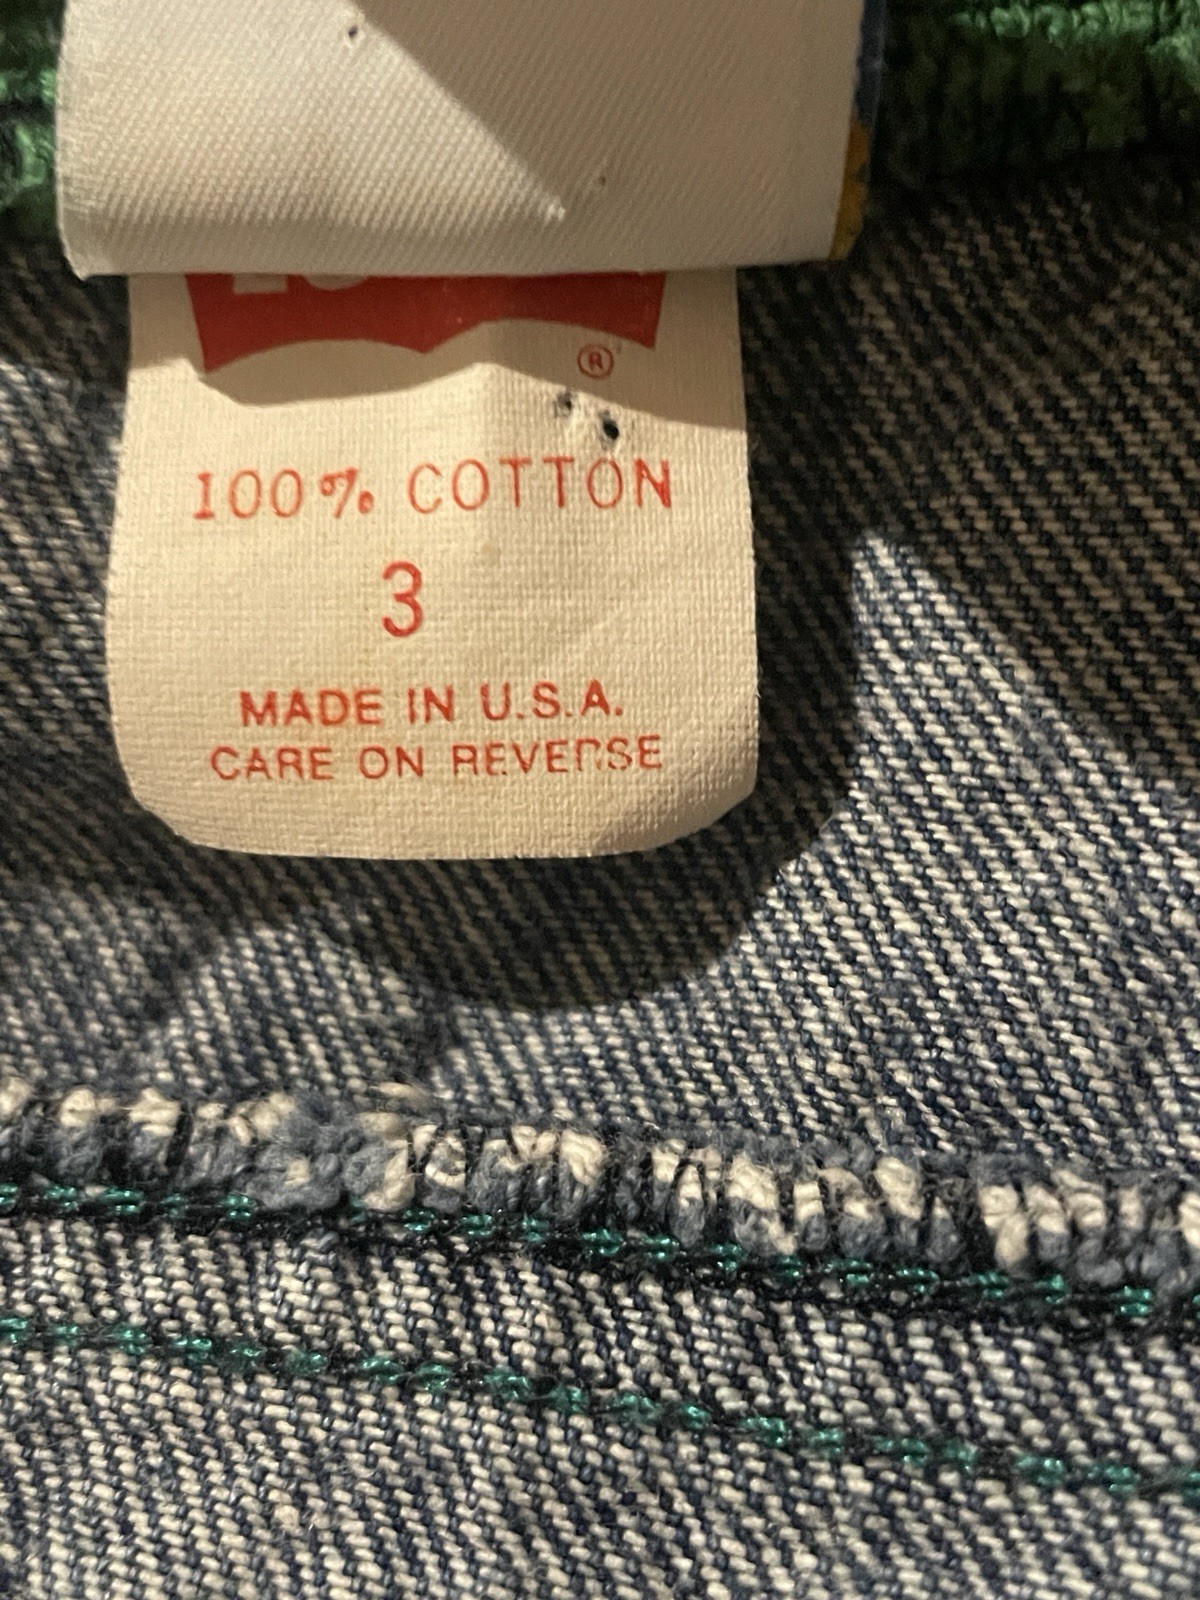 ®
100% COTTON
3
MADE IN U.S.A.
CARE ON REVERSE